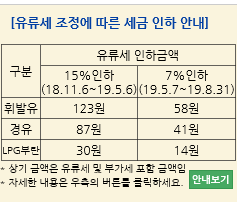 [유류세 조정에 따른 세금 인하 안내]
구분 유류세 인하금액
15%인하 7%인하
(18.11.6~19.5.6) (19.5.7~19.8.31)
휘발유 123원 58원
경유 87원 41원
LPG부탄 30원 14원
* 상기 금액은 유류세 및 부가세 포함 금액임
* 자세한 내용은 우측의 버튼를 클릭하세요. 안내보기